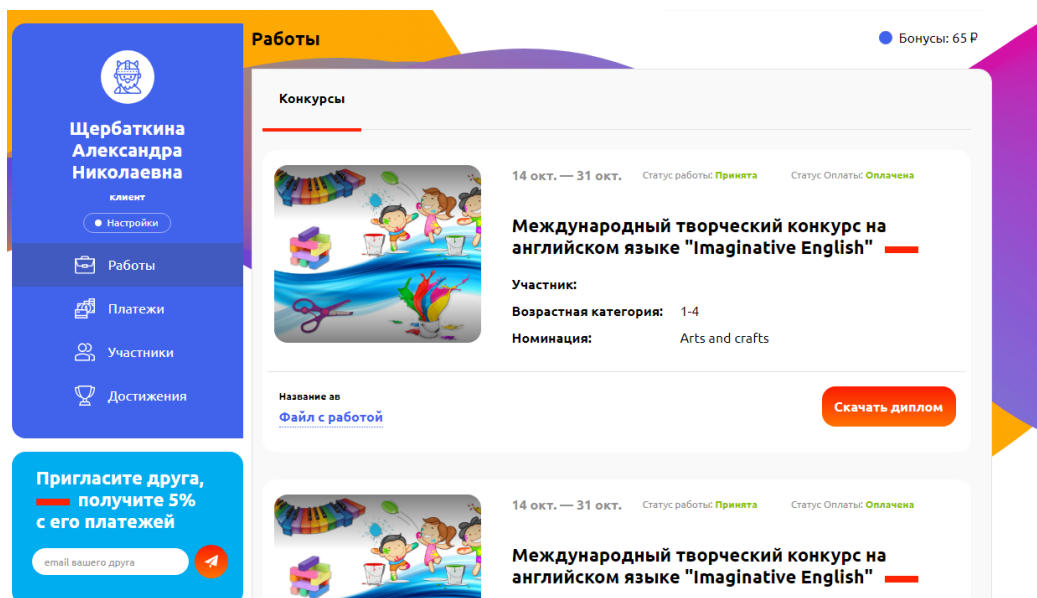 Работы
Бонусы: 65 ₽
Щербаткина
Александра
Николаевна
клиент
Настройки
Работы
Платежи
Участники
Достижения
Пригласите друга,
получите 5%
с его платежей
email вашего друга
Конкурсы
14 окт. — 31 окт. Статус работы: Принята Статус Оплаты: Оплачена
Международный творческий конкурс на
английском языке "Imaginative English"
Участник:
Возрастная категория: 1-4
Номинация: Arts and crafts
Название ав
Файл с работой
Скачать диплом
14 окт. — 31 окт. Статус работы: Принята Статус Оплаты: Оплачена
Международный творческий конкурс на
английском языке "Imaginative English"